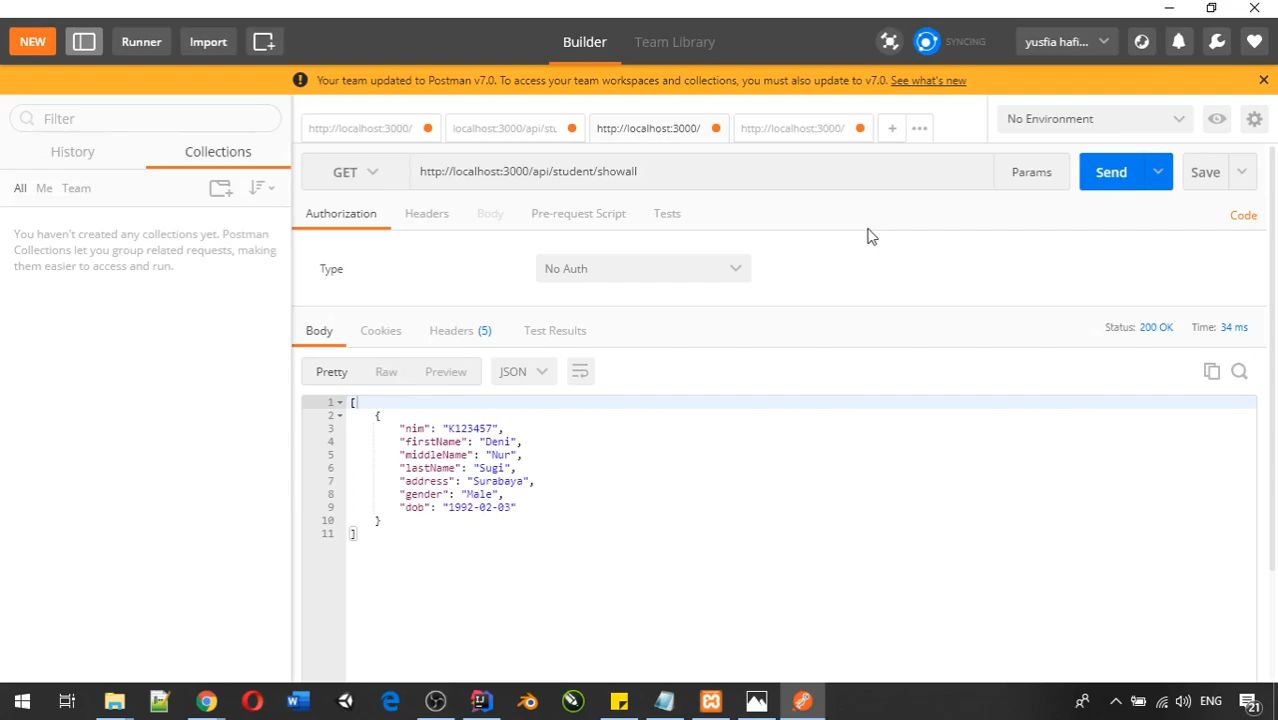 NEW Runner Import Builder Team Library SYNCING yusfia hafi...
Your team updated to Postman v7.0. To access your team workspaces and collections, you must also update to v7.0. See what's new
Filter
History Collections
All Me Team
You haven't created any collections yet. Postman
Collections let you group related requests, making
them easier to access and run.
http://localhost:3000/ localhost:3000/api/stu http://localhost:3000/ http://localhost:3000/ + ••• No Environment
GET http://localhost:3000/api/student/showall Params Send Save
Authorization Headers Body Pre-request Script Tests Code
Type No Auth
Body Cookies Headers (5) Test Results Status: 200 OK Time: 34 ms
Pretty Raw Preview JSON
1 [
2 {
3 "nim": "K123457",
4 "firstName": "Deni",
5 "middleName": "Nur",
6 "lastName": "Sugi",
7 "address": "Surabaya",
8 "gender": "Male",
9 "dob": "1992-02-03"
10 }
11 ]
ENG 21